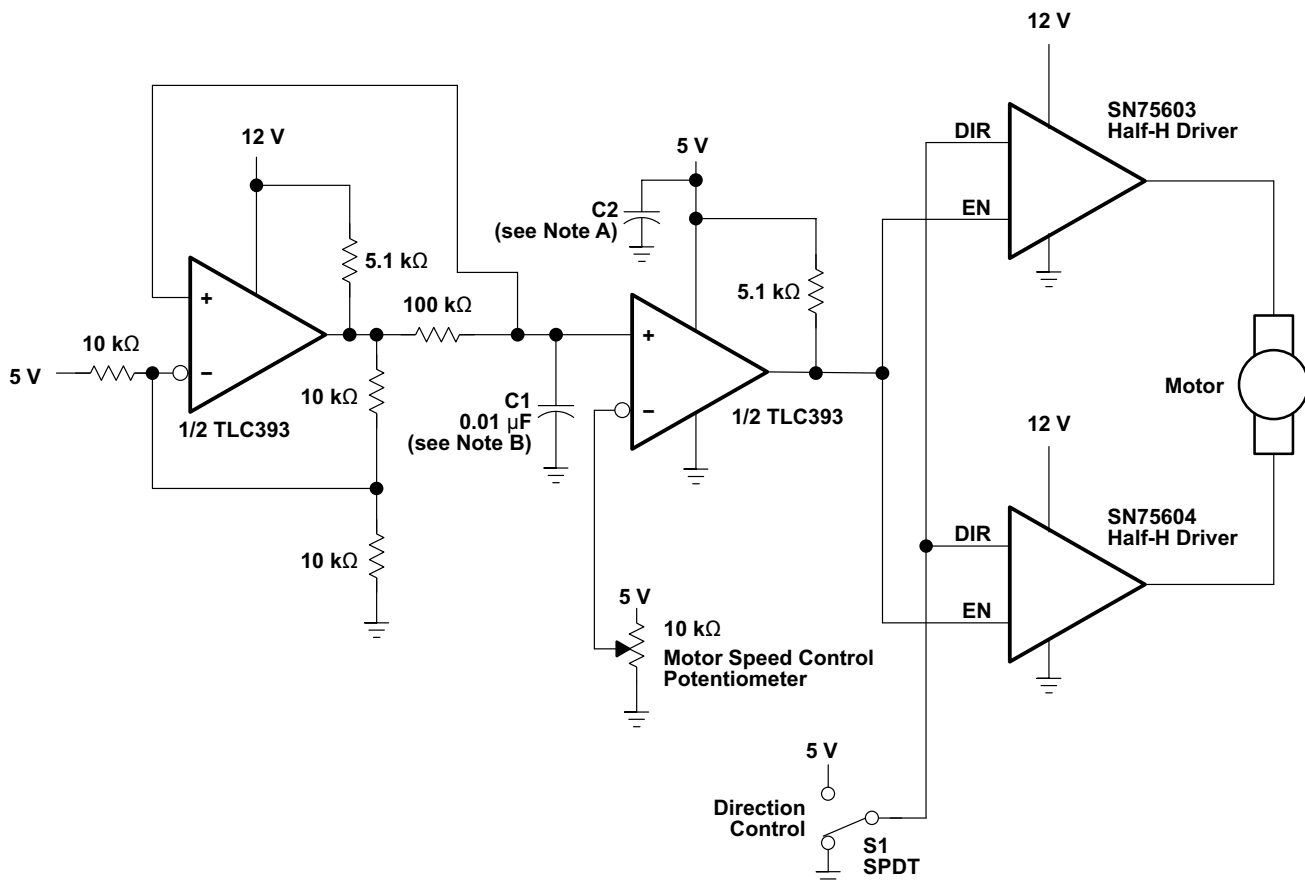 12 V
SN75603
Half-H Driver
DIR
EN
12 V
5 V
C2
(see Note A)
5.1 kΩ
5.1 kΩ
100 kΩ
10 kΩ
5 V
+
−
1/2 TLC393
10 kΩ
C1
0.01 µF
(see Note B)
+
−
1/2 TLC393
Motor
12 V
SN75604
Half-H Driver
DIR
EN
10 kΩ
5 V
10 kΩ
Motor Speed Control
Potentiometer
5 V
Direction
Control
S1
SPDT